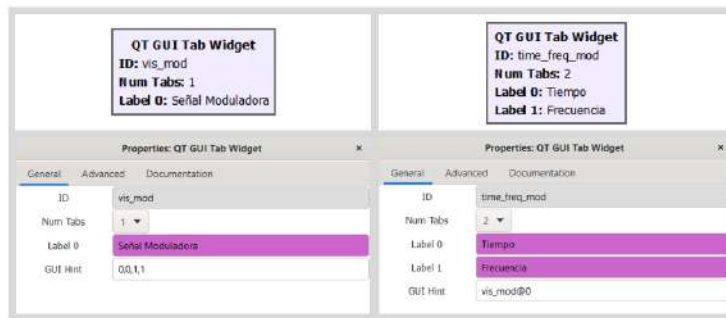 QT GUI Tab Widget
ID: vis_mod
Num Tabs: 1
Label 0: Señal Moduladora
Properties: QT GUI Tab Widget ×
General Advanced Documentation
ID vis_mod
Num Tabs 1
Label 0 Señal Moduladora
GUI Hint 0,0,1,1
QT GUI Tab Widget
ID: time_freq_mod
Num Tabs: 2
Label 0: Tiempo
Label 1: Frecuencia
Properties: QT GUI Tab Widget ×
General Advanced Documentation
ID time_freq_mod
Num Tabs 2
Label 0 Tiempo
Label 1 Frecuencia
GUI Hint vis_mod@0